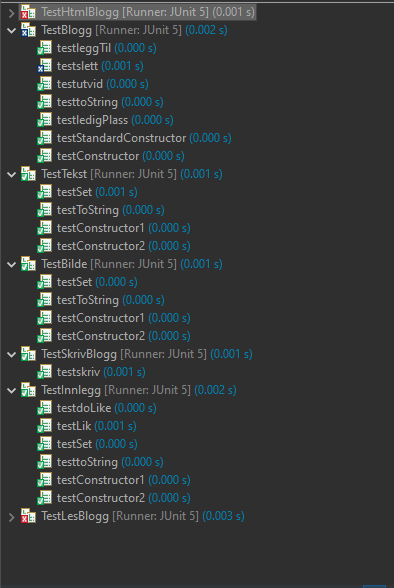 TestHtmlBlogg [Runner: JUnit 5] (0.001 s)
TestBlogg [Runner: JUnit 5] (0.002 s)
testleggTil (0.000 s)
testslett (0.001 s)
testutvid (0.000 s)
testtoString (0.000 s)
testledigPlass (0.000 s)
testStandardConstructor (0.000 s)
testConstructor (0.000 s)
TestTekst [Runner: JUnit 5] (0.001 s)
testSet (0.001 s)
testToString (0.000 s)
testConstructor1 (0.000 s)
testConstructor2 (0.000 s)
TestBilde [Runner: JUnit 5] (0.001 s)
testSet (0.000 s)
testToString (0.000 s)
testConstructor1 (0.000 s)
testConstructor2 (0.000 s)
TestSkrivBlogg [Runner: JUnit 5] (0.001 s)
testskriv (0.001 s)
TestInnlegg [Runner: JUnit 5] (0.002 s)
testdoLike (0.000 s)
testLik (0.001 s)
testSet (0.000 s)
testtoString (0.000 s)
testConstructor1 (0.000 s)
testConstructor2 (0.000 s)
TestLesBlogg [Runner: JUnit 5] (0.003 s)